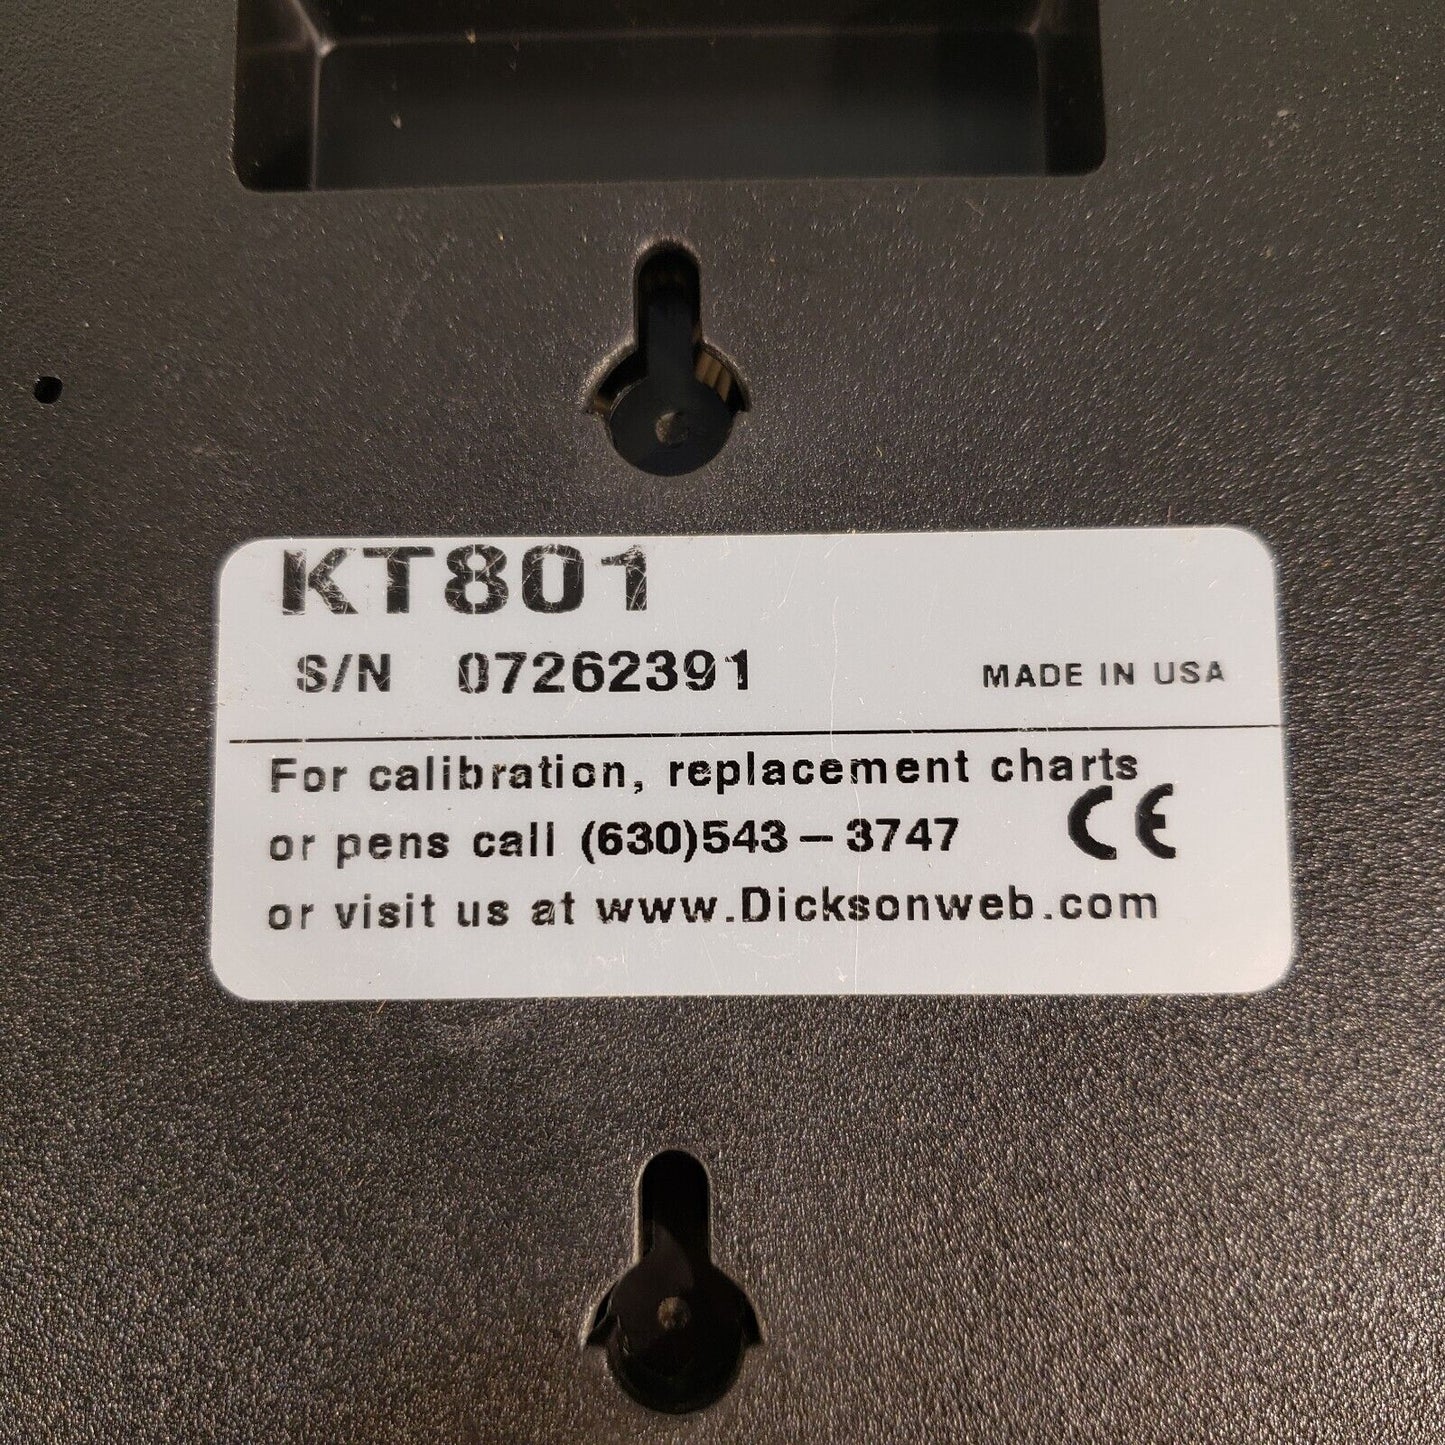 KT801
S/N 07262391 MADE IN USA
For calibration, replacement charts
or pens call (630)543–3747 CE
or visit us at www.Dicksonweb.com